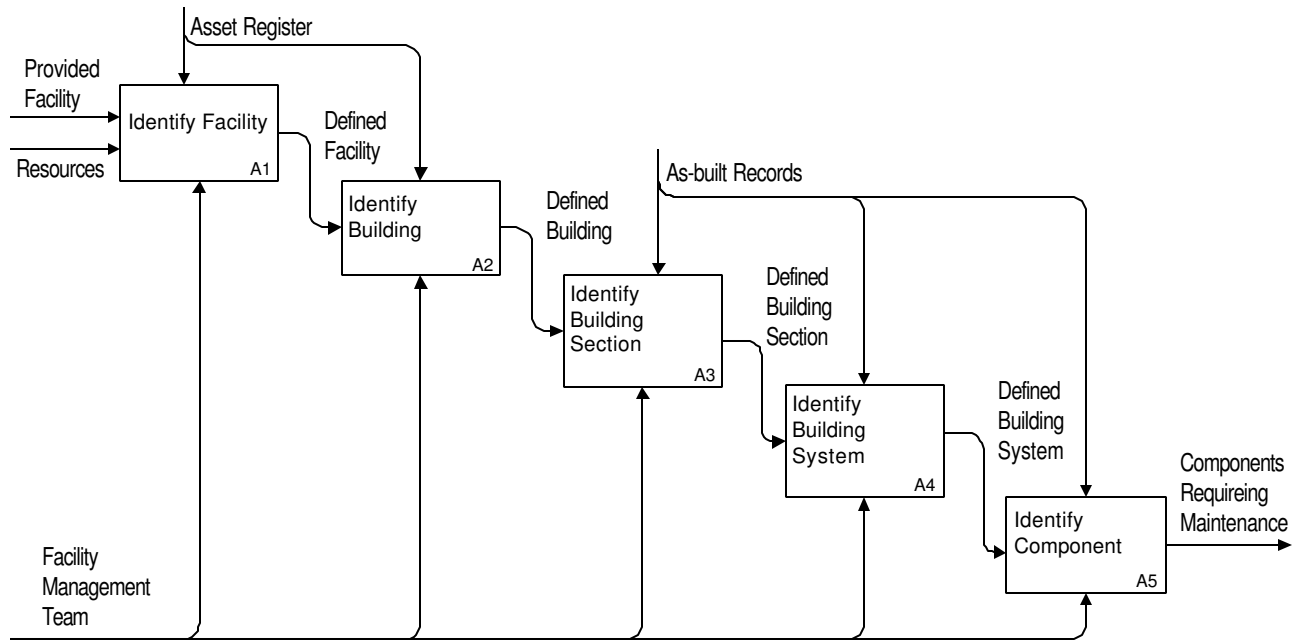 Asset Register
Provided
Facility
Identify Facility
A1
Resources
Defined
Facility
Identify
Building
A2
As-built Records
Defined
Building
Identify
Building
Section
A3
Defined
Building
Section
Identify
Building
System
A4
Defined
Building
System
Identify
Component
A5
Components
Requireing
Maintenance
Facility
Management
Team